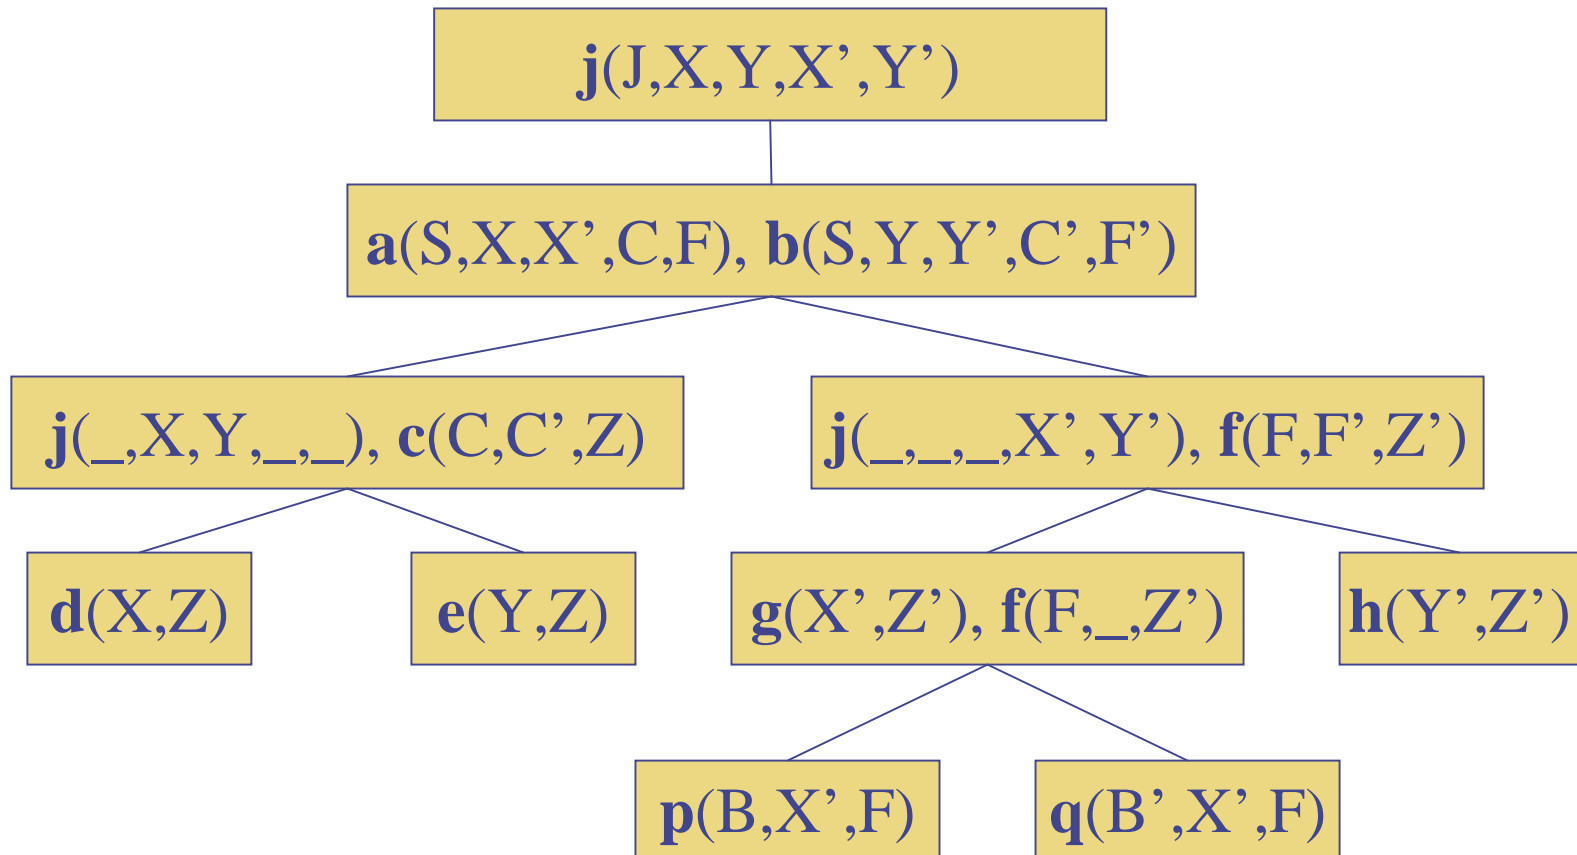 j(J,X,Y,X’,Y’)
a(S,X,X’,C,F), b(S,Y,Y’,C’,F’)
j(_,X,Y,_,_), c(C,C’,Z)
j(_,_,_,X’,Y’), f(F,F’,Z’)
d(X,Z)
e(Y,Z)
g(X’,Z’), f(F,_,Z’)
h(Y’,Z’)
p(B,X’,F)
q(B’,X’,F)